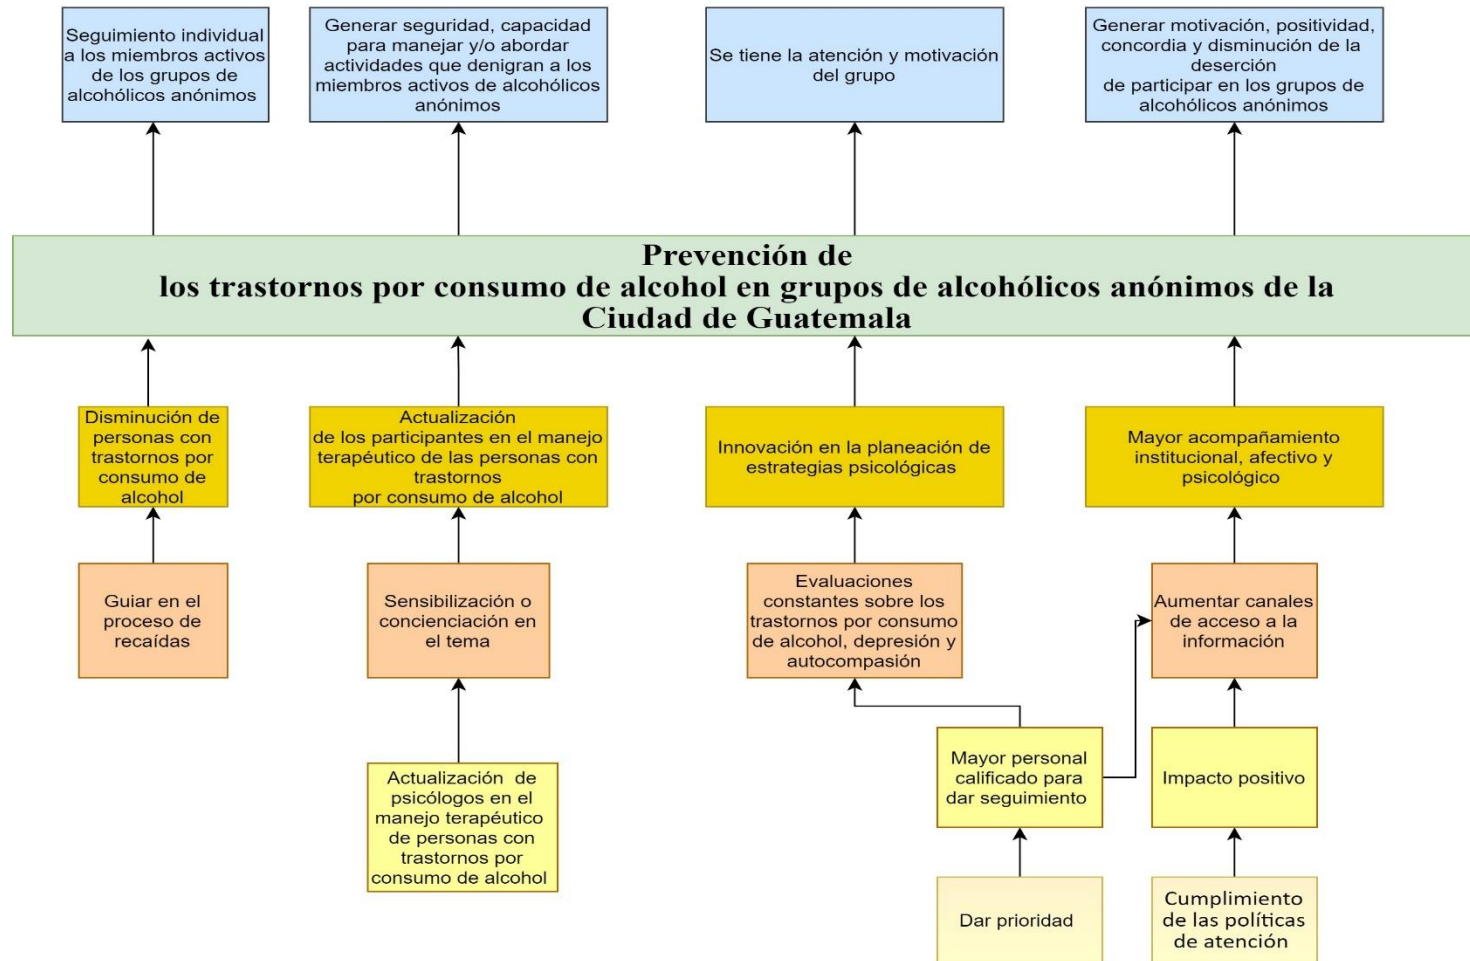 Seguimiento individual
a los miembros activos
de los grupos de
alcohólicos anónimos
Generar seguridad, capacidad
para manejar y/o abordar
actividades que denigran a los
miembros activos de alcohólicos
anónimos
Se tiene la atención y motivación
del grupo
Generar motivación, positividad,
concordia y disminución de la
deserción
de participar en los grupos de
alcohólicos anónimos
Prevención de
los trastornos por consumo de alcohol en grupos de alcohólicos anónimos de la
Ciudad de Guatemala
Disminución de
personas con
trastornos por
consumo de
alcohol
Actualización
de los participantes en el manejo
terapéutico de las personas con
trastornos
por consumo de alcohol
Innovación en la planeación de
estrategias psicológicas
Mayor acompañamiento
institucional, afectivo y
psicológico
Guiar en el
proceso de
recaídas
Sensibilización o
concienciación en
el tema
Evaluaciones
constantes sobre los
trastornos por consumo
de alcohol, depresión y
autocompasión
Aumentar canales
de acceso a la
información
Actualización de
psicólogos en el
manejo terapéutico
de personas con
trastornos por
consumo de alcohol
Mayor personal
calificado para
dar seguimiento
Impacto positivo
Dar prioridad
Cumplimiento
de las políticas
de atención